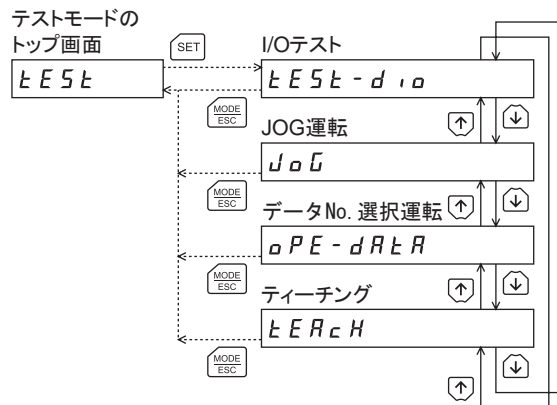 テストモードの
トップ画面
SET
I/Oテスト
tESt
tESt-dio
MODE
ESC
JOG運転
JoG
MODE
ESC
データNo. 選択運転
oPE-dAtA
MODE
ESC
ティーチング
tEAcH
MODE
ESC